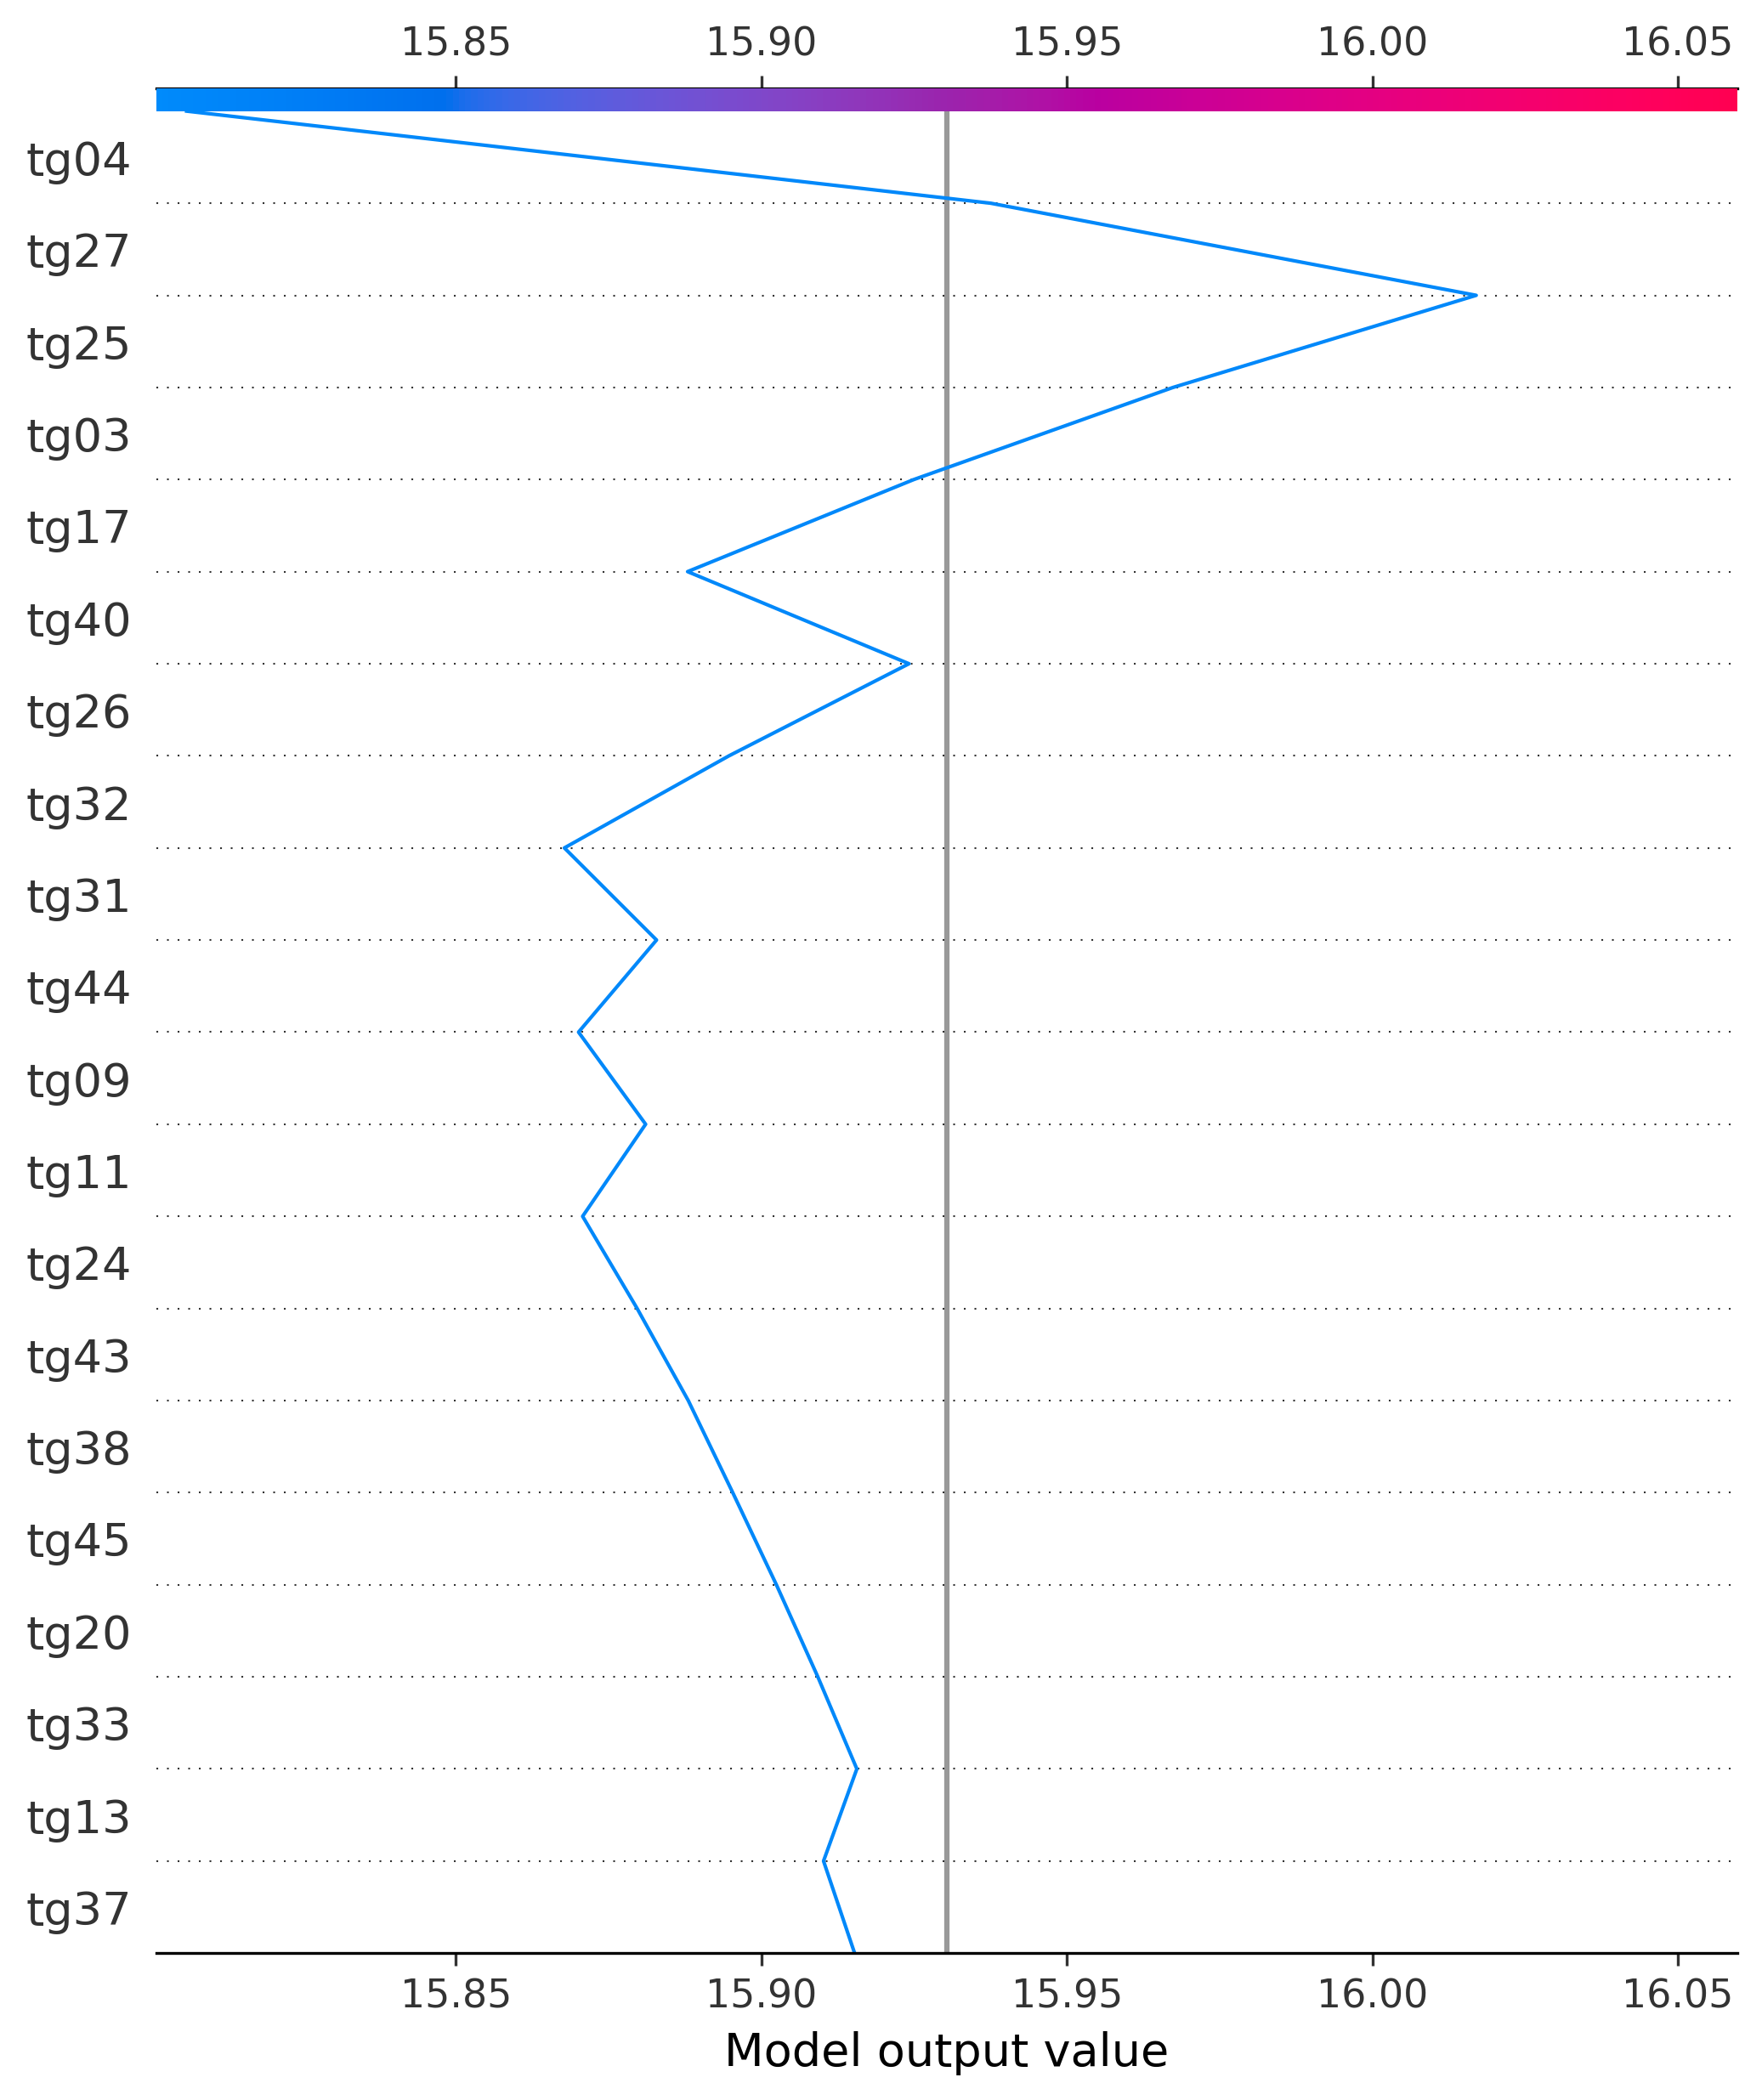 15.85 15.90 15.95 16.00 16.05
tg04
tg27
tg25
tg03
tg17
tg40
tg26
tg32
tg31
tg44
tg09
tg11
tg24
tg43
tg38
tg45
tg20
tg33
tg13
tg37
15.85 15.90 15.95 16.00 16.05
Model output value